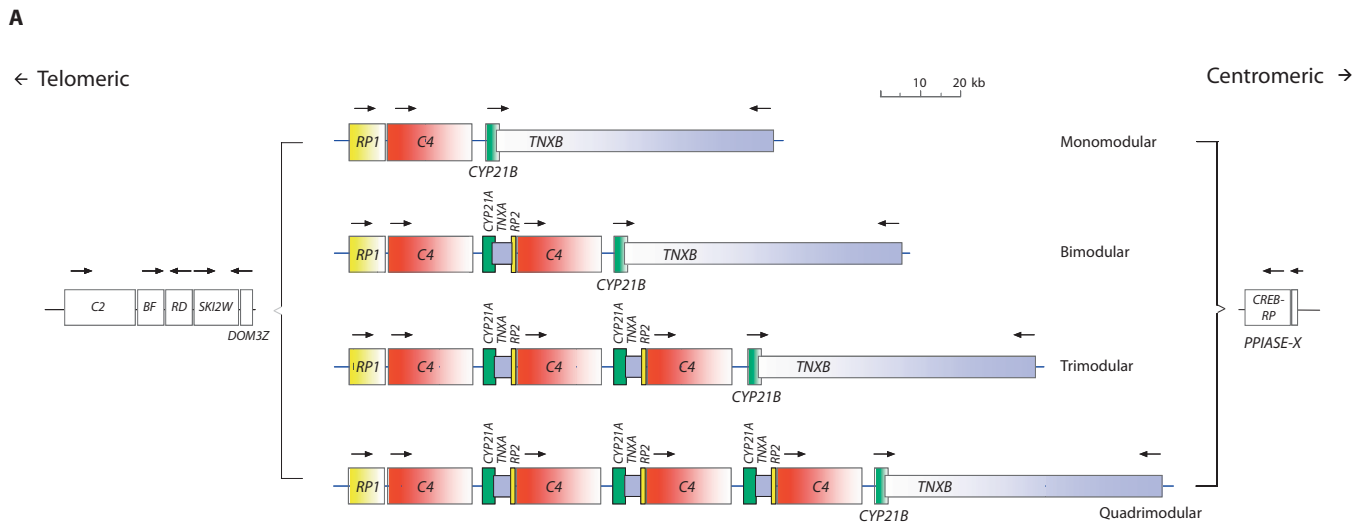 A
← Telomeric
Centromeric →
10 20 kb
RP1 C4 TNXB Monomodular
CYP21B
CYP21A TNXA RP2
RP1 C4 C4 TNXB Bimodular
CYP21B
C2 BF RD SKI2W
DOM3Z
CREB-
RP
PPIASE-X
CYP21A TNXA RP2 CYP21A TNXA RP2
RP1 C4 C4 C4 TNXB Trimodular
CYP21B
CYP21A TNXA RP2 CYP21A TNXA RP2 CYP21A TNXA RP2
RP1 C4 C4 C4 C4 TNXB
CYP21B
Quadrimodular